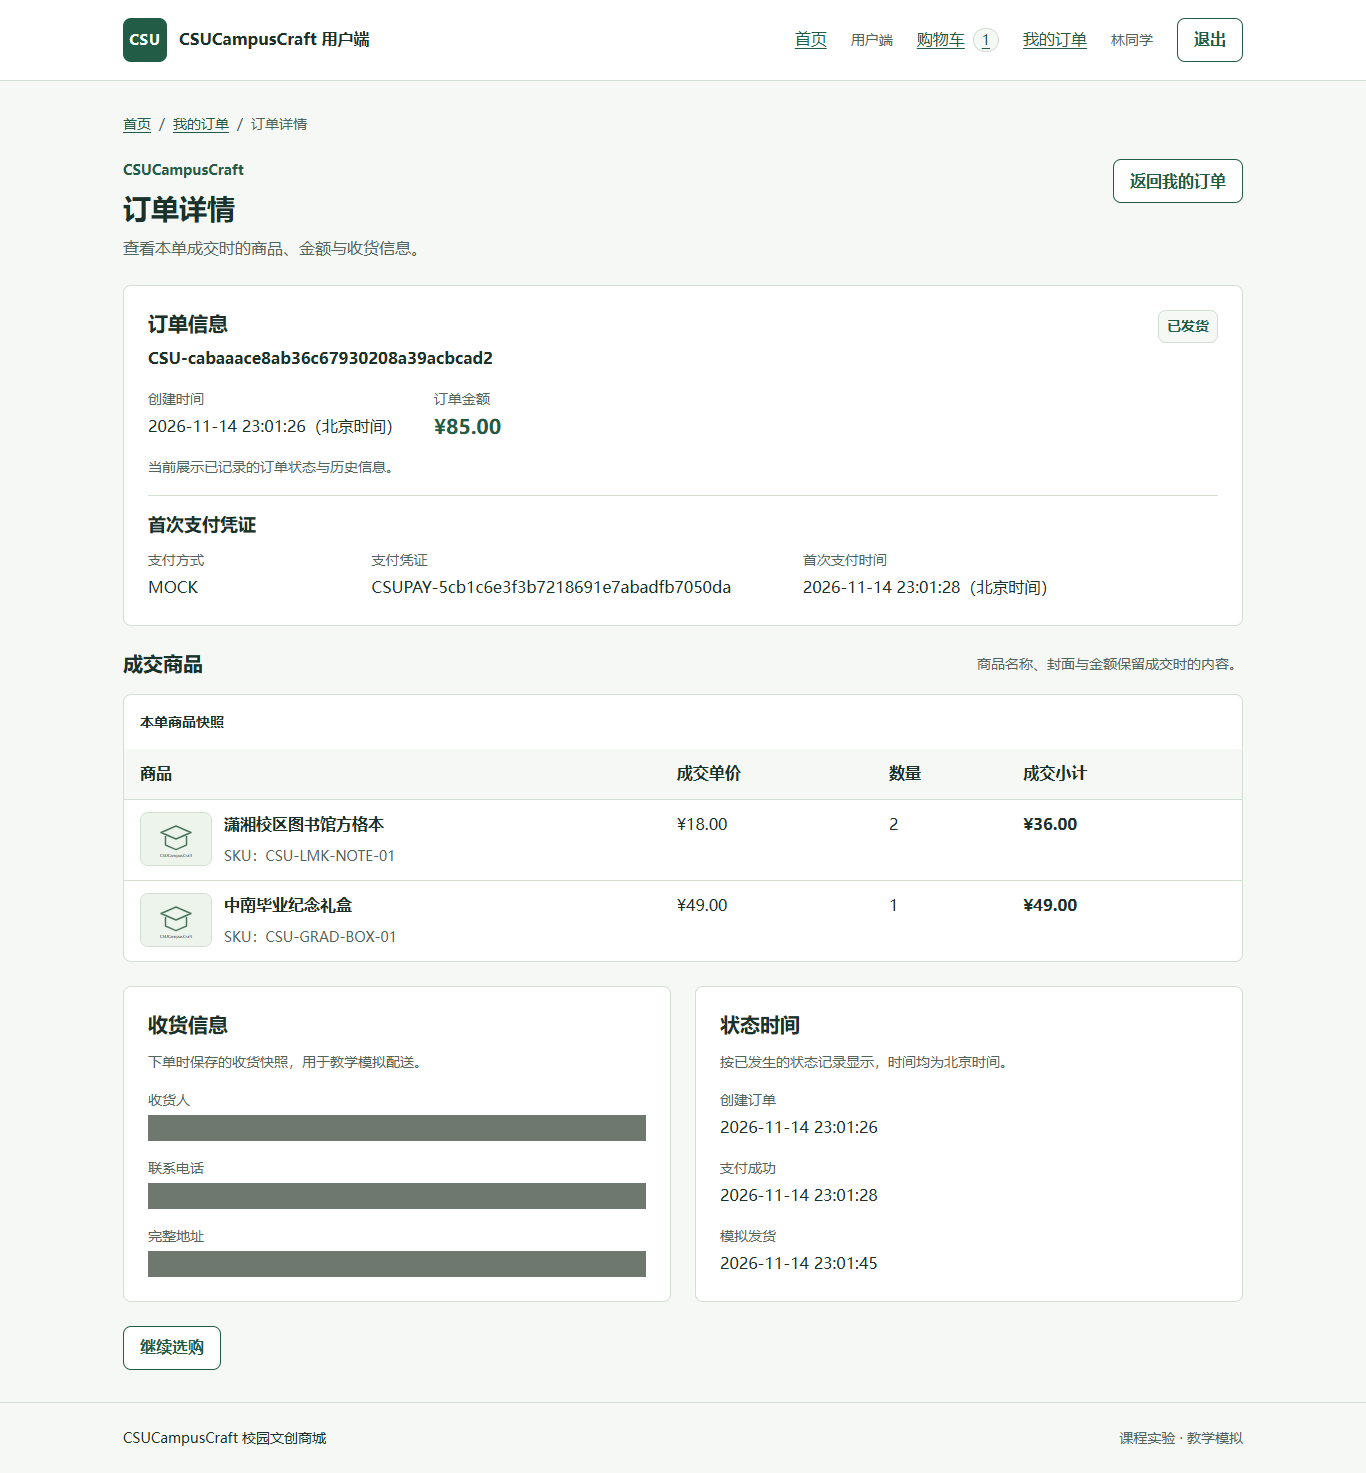 CSU CSUCampusCraft 用户端 首页 用户端 购物车 1 我的订单 林同学 退出
首页 / 我的订单 / 订单详情
CSUCampusCraft
返回我的订单
订单详情
查看本单成交时的商品、金额与收货信息。
订单信息 已发货
CSU-cabaaace8ab36c67930208a39acbcad2
创建时间 订单金额
2026-11-14 23:01:26（北京时间） ¥85.00
当前展示已记录的订单状态与历史信息。
首次支付凭证
支付方式 支付凭证 首次支付时间
MOCK CSUPAY-5cb1c6e3f3b7218691e7abadfb7050da 2026-11-14 23:01:28（北京时间）
成交商品 商品名称、封面与金额保留成交时的内容。
本单商品快照
商品 成交单价 数量 成交小计
潇湘校区图书馆方格本 ¥18.00 2 ¥36.00
CSUCampusCraft
SKU：CSU-LMK-NOTE-01
中南毕业纪念礼盒 ¥49.00 1 ¥49.00
CSUCampusCraft
SKU：CSU-GRAD-BOX-01
收货信息
下单时保存的收货快照，用于教学模拟配送。
收货人
联系电话
完整地址
状态时间
按已发生的状态记录显示，时间均为北京时间。
创建订单
2026-11-14 23:01:26
支付成功
2026-11-14 23:01:28
模拟发货
2026-11-14 23:01:45
继续选购
CSUCampusCraft 校园文创商城 课程实验 · 教学模拟